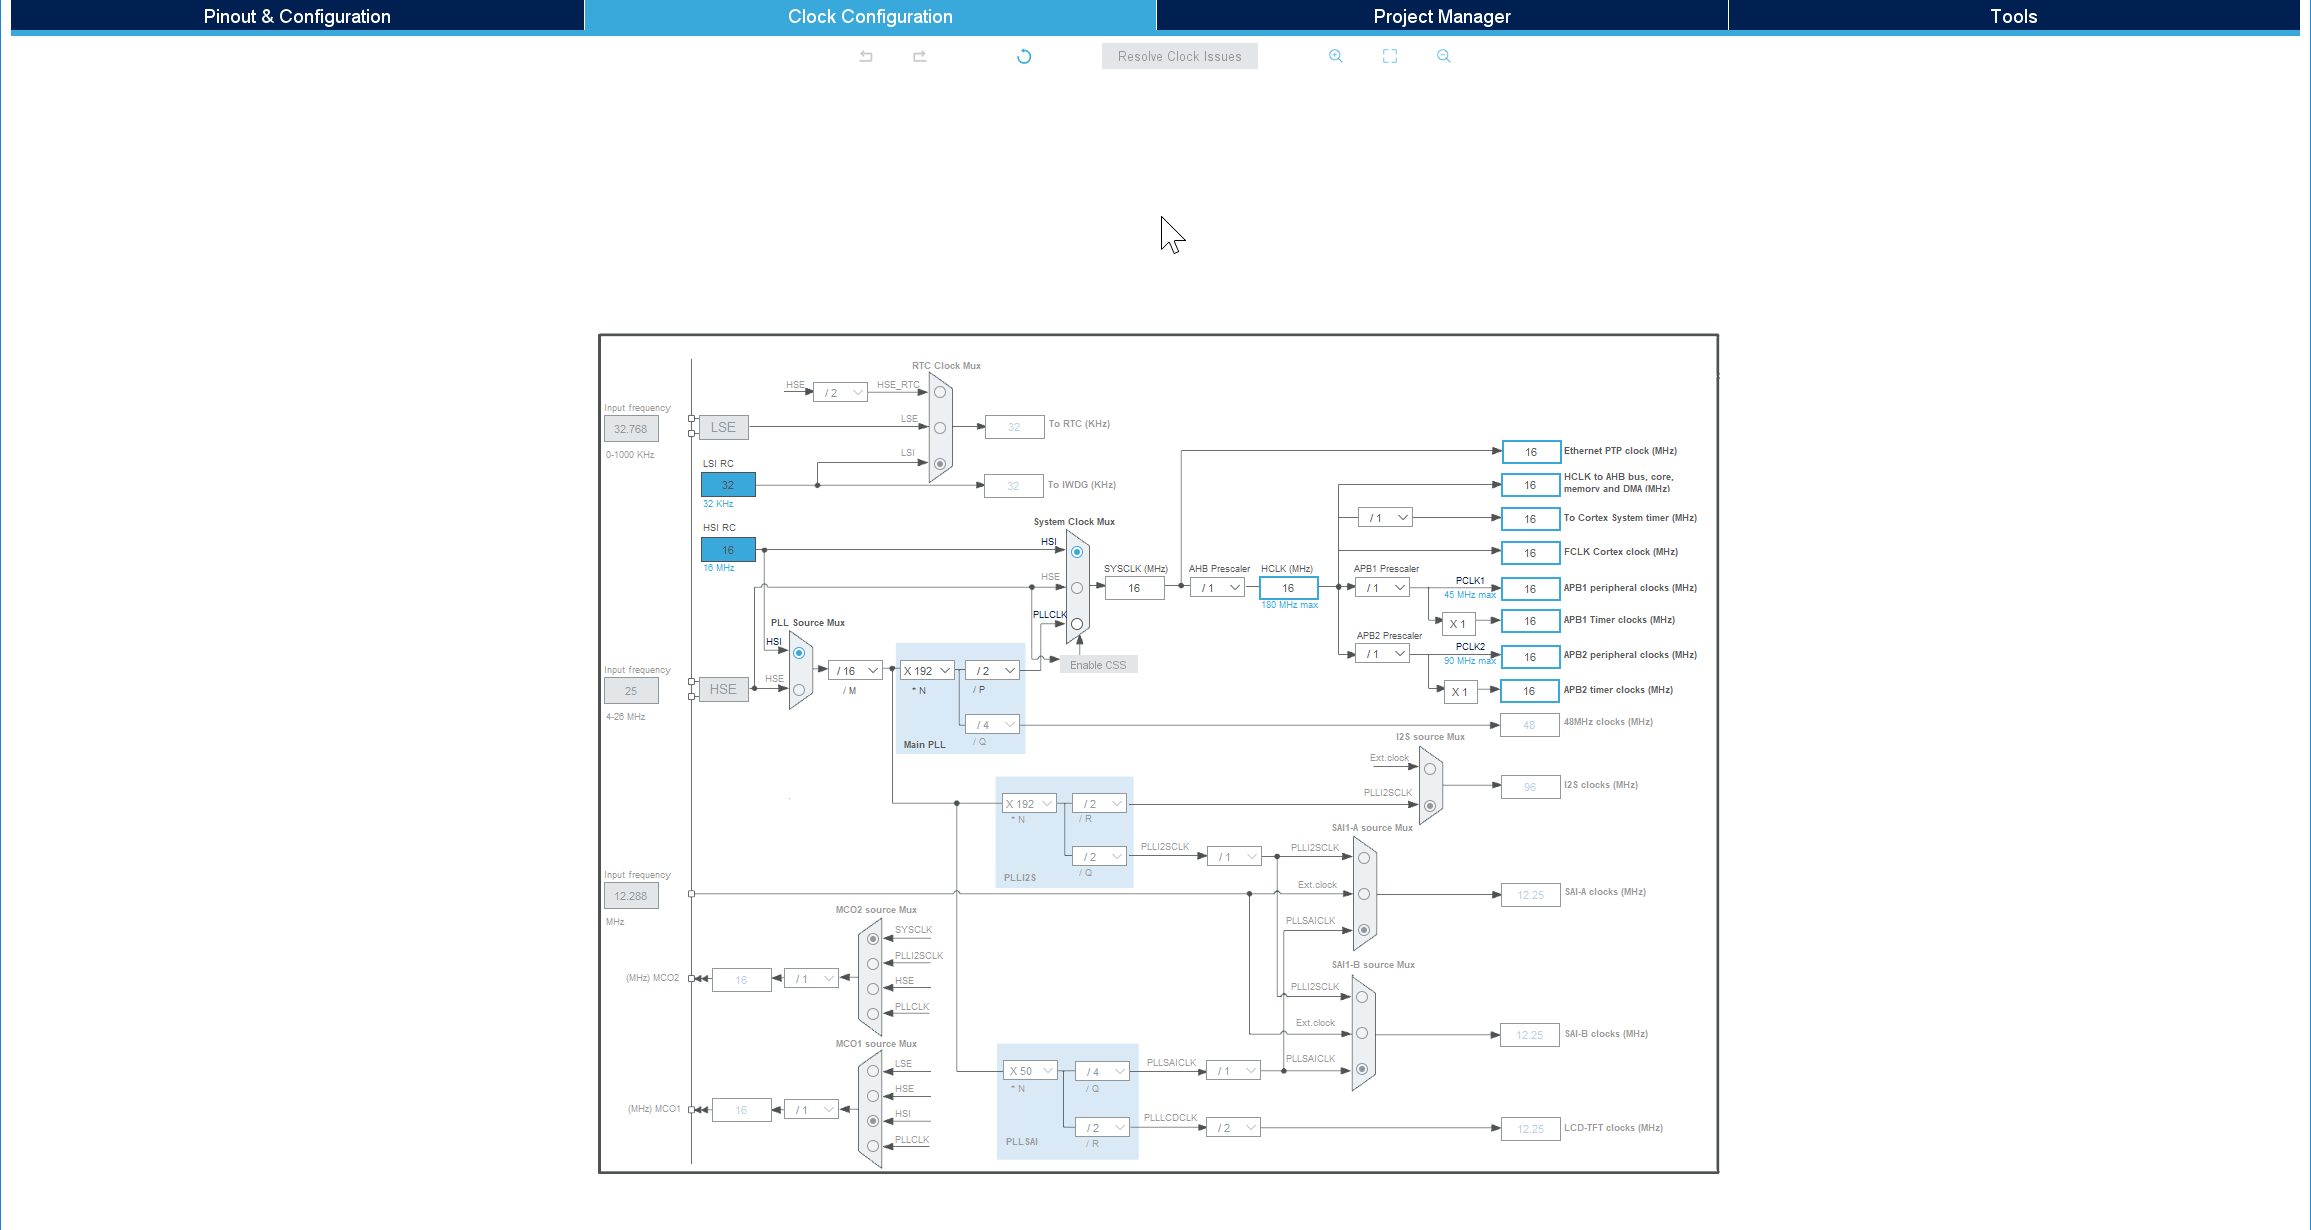 Pinout & Configuration
Clock Configuration
Project Manager
Tools
Resolve Clock Issues
RTC Clock Mux
HSE
/ 2
HSE_RTC
Input frequency
32.768
0-1000 KHz
LSE
LSE
32
To RTC (KHz)
LSI
LSI RC
32
32 KHz
32
To IWDG (KHz)
16
Ethernet PTP clock (MHz)
16
HCLK to AHB bus, core,
memory and DMA (MHz)
/ 1
16
To Cortex System timer (MHz)
16
FCLK Cortex clock (MHz)
HSI RC
16
16 MHz
System Clock Mux
HSI
HSE
PLLCLK
SYSCLK (MHz)
16
AHB Prescaler
/ 1
HCLK (MHz)
16
180 MHz max
APB1 Prescaler
/ 1
PCLK1
45 MHz max
16
APB1 peripheral clocks (MHz)
X 1
16
APB1 Timer clocks (MHz)
APB2 Prescaler
/ 1
PCLK2
90 MHz max
16
APB2 peripheral clocks (MHz)
X 1
16
APB2 timer clocks (MHz)
PLL Source Mux
HSI
HSE
Input frequency
25
4-26 MHz
HSE
/ 16
/ M
X 192
* N
/ 2
/ P
/ 4
/ Q
Main PLL
Enable CSS
48
48MHz clocks (MHz)
I2S source Mux
Ext.clock
PLLI2SCLK
96
I2S clocks (MHz)
X 192
* N
/ 2
/ R
/ 2
/ Q
PLLI2S
PLLI2SCLK
/ 1
SAI1-A source Mux
PLLI2SCLK
Ext.clock
PLLSAICLK
12.25
SAI-A clocks (MHz)
Input frequency
12.288
MHz
MCO2 source Mux
SYSCLK
PLLI2SCLK
HSE
PLLCLK
(MHz) MCO2
16
/ 1
SAI1-B source Mux
PLLI2SCLK
Ext.clock
PLLSAICLK
12.25
SAI-B clocks (MHz)
MCO1 source Mux
LSE
HSE
HSI
PLLCLK
(MHz) MCO1
16
/ 1
X 50
* N
/ 4
/ Q
/ 2
/ R
PLLSAI
PLLSAICLK
/ 1
PLLLCDCLK
/ 2
12.25
LCD-TFT clocks (MHz)